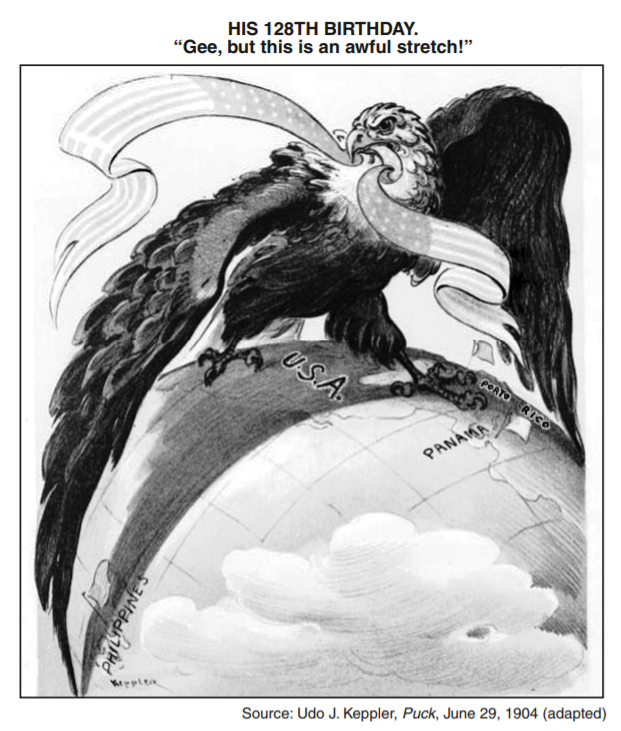 HIS 128TH BIRTHDAY.
“Gee, but this is an awful stretch!”
U.S.A.
PORTO RICO
PANAMA
PHILIPPINES
Keppler
Source: Udo J. Keppler, Puck, June 29, 1904 (adapted)